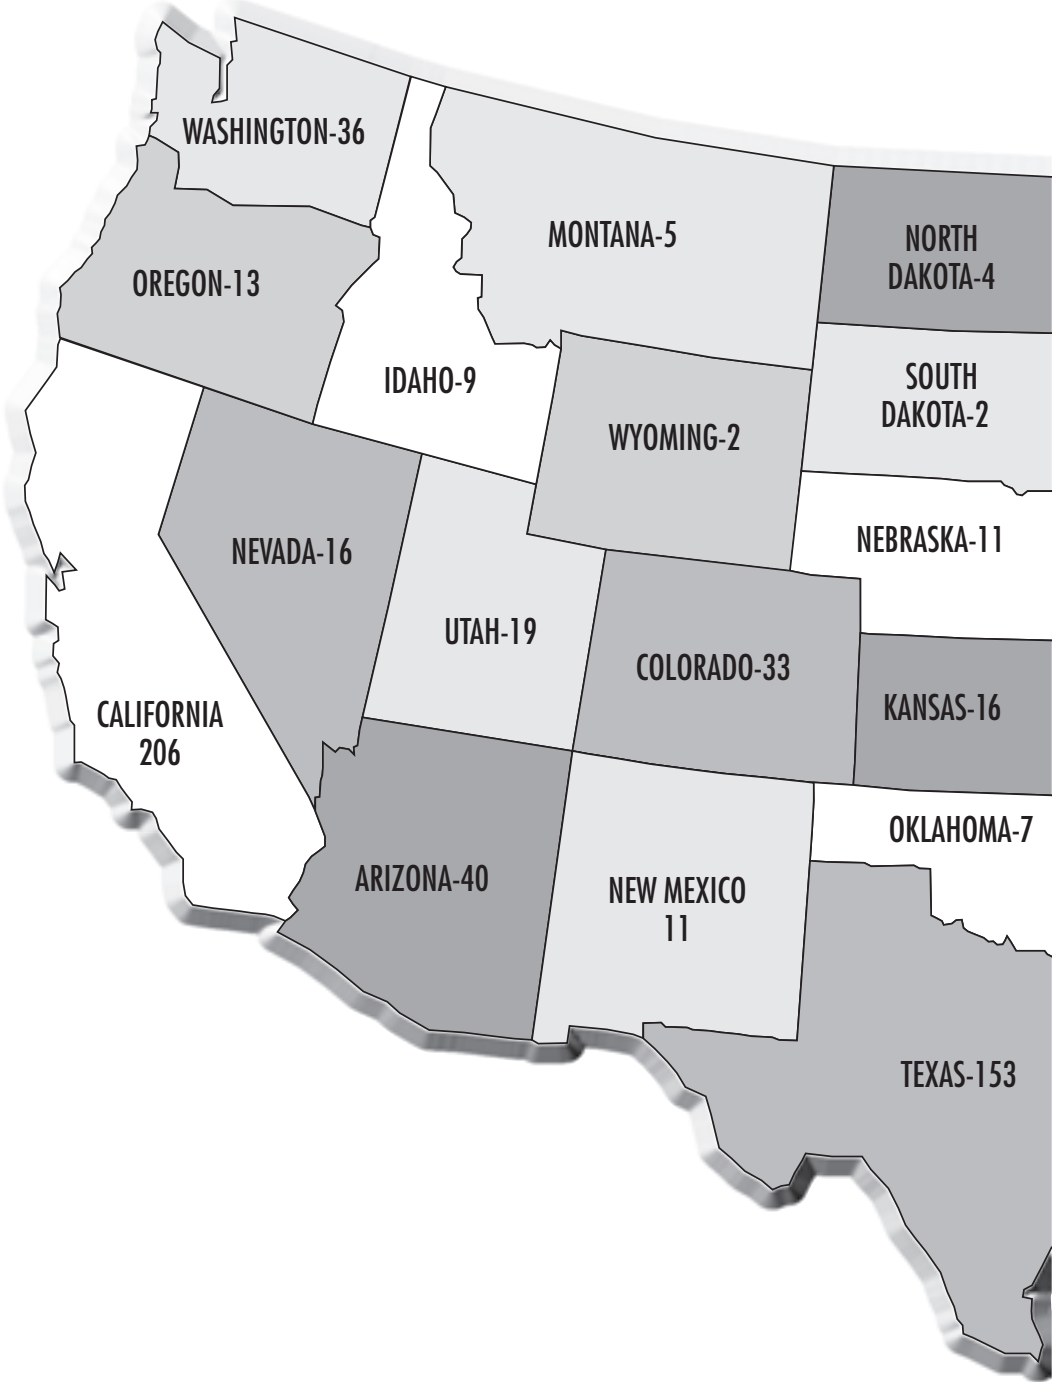 WASHINGTON-36
MONTANA-5
NORTH
DAKOTA-4
OREGON-13
IDAHO-9
SOUTH
DAKOTA-2
WYOMING-2
NEBRASKA-11
NEVADA-16
UTAH-19
COLORADO-33
KANSAS-16
CALIFORNIA
206
OKLAHOMA-7
ARIZONA-40
NEW MEXICO
11
TEXAS-153